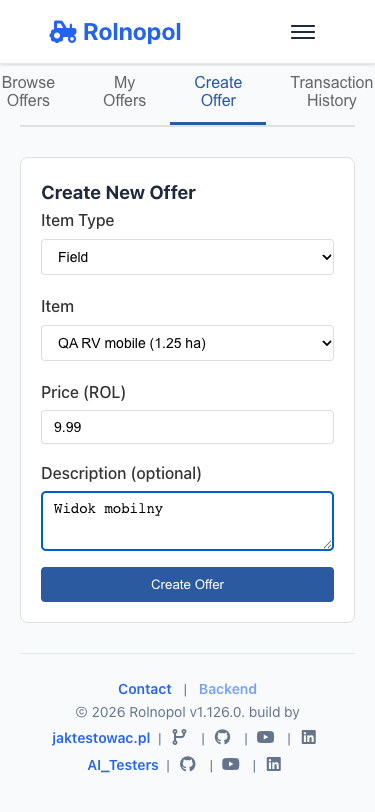 Rolnopol
Browse Offers
My Offers
Create Offer
Transaction History
Create New Offer
Item Type
Field
Item
QA RV mobile (1.25 ha)
Price (ROL)
9.99
Description (optional)
Widok mobilny
Create Offer
Contact | Backend
© 2026 Rolnopol v1.126.0. build by
jaktestowac.pl | | | |
AI_Testers | | |